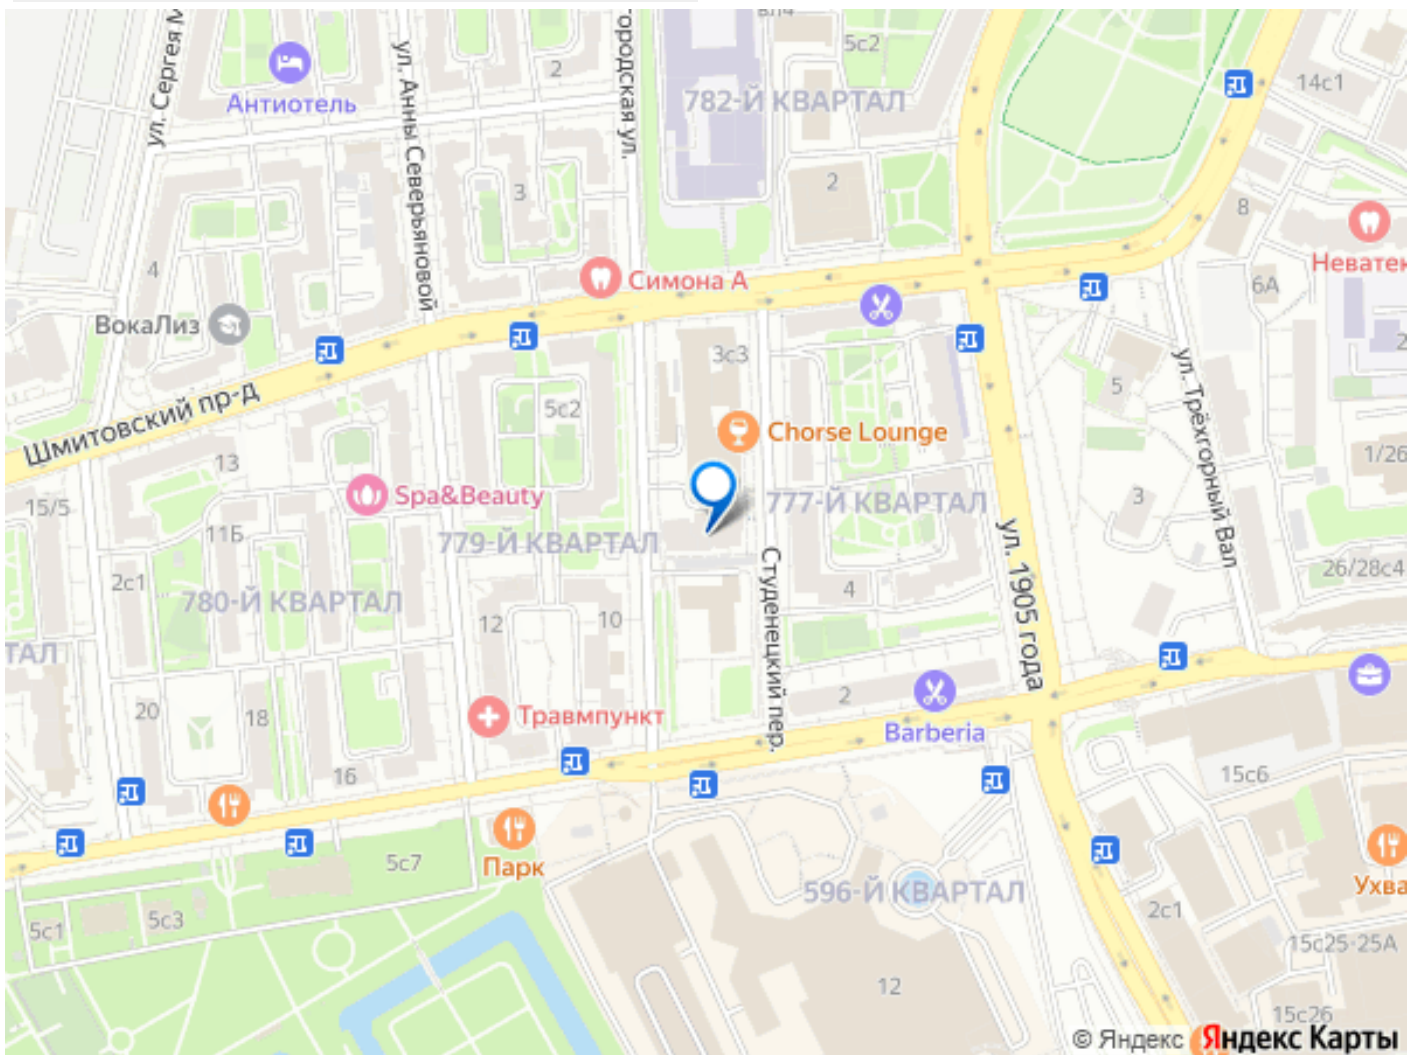 ул. Сергея М
ул. Анны Северьяновой
городская ул.
вл4
5с2
14с1
2
Антиотель
782-Й КВАРТАЛ
3
2
8
4
Симона А
Неватек
6А
ВокаЛиз
3с3
2
5
ул. Трёхгорный Вал
Шмитовский пр-д
5с2
Chorse Lounge
13
1/26
15/5
Spa&Beauty
777-Й КВАРТАЛ
3
11Б
779-Й КВАРТАЛ
ул. 1905 года
Студенецкий пер.
26/28с4
2с1
780-Й КВАРТАЛ
4
12
10
ТАЛ
20
18
Травмпункт
2
Barberia
16
15с6
5с7
Парк
596-Й КВАРТАЛ
Ухва
5с1
5с3
2с1
15с25-25А
12
15с26
© Яндекс Яндекс Карты